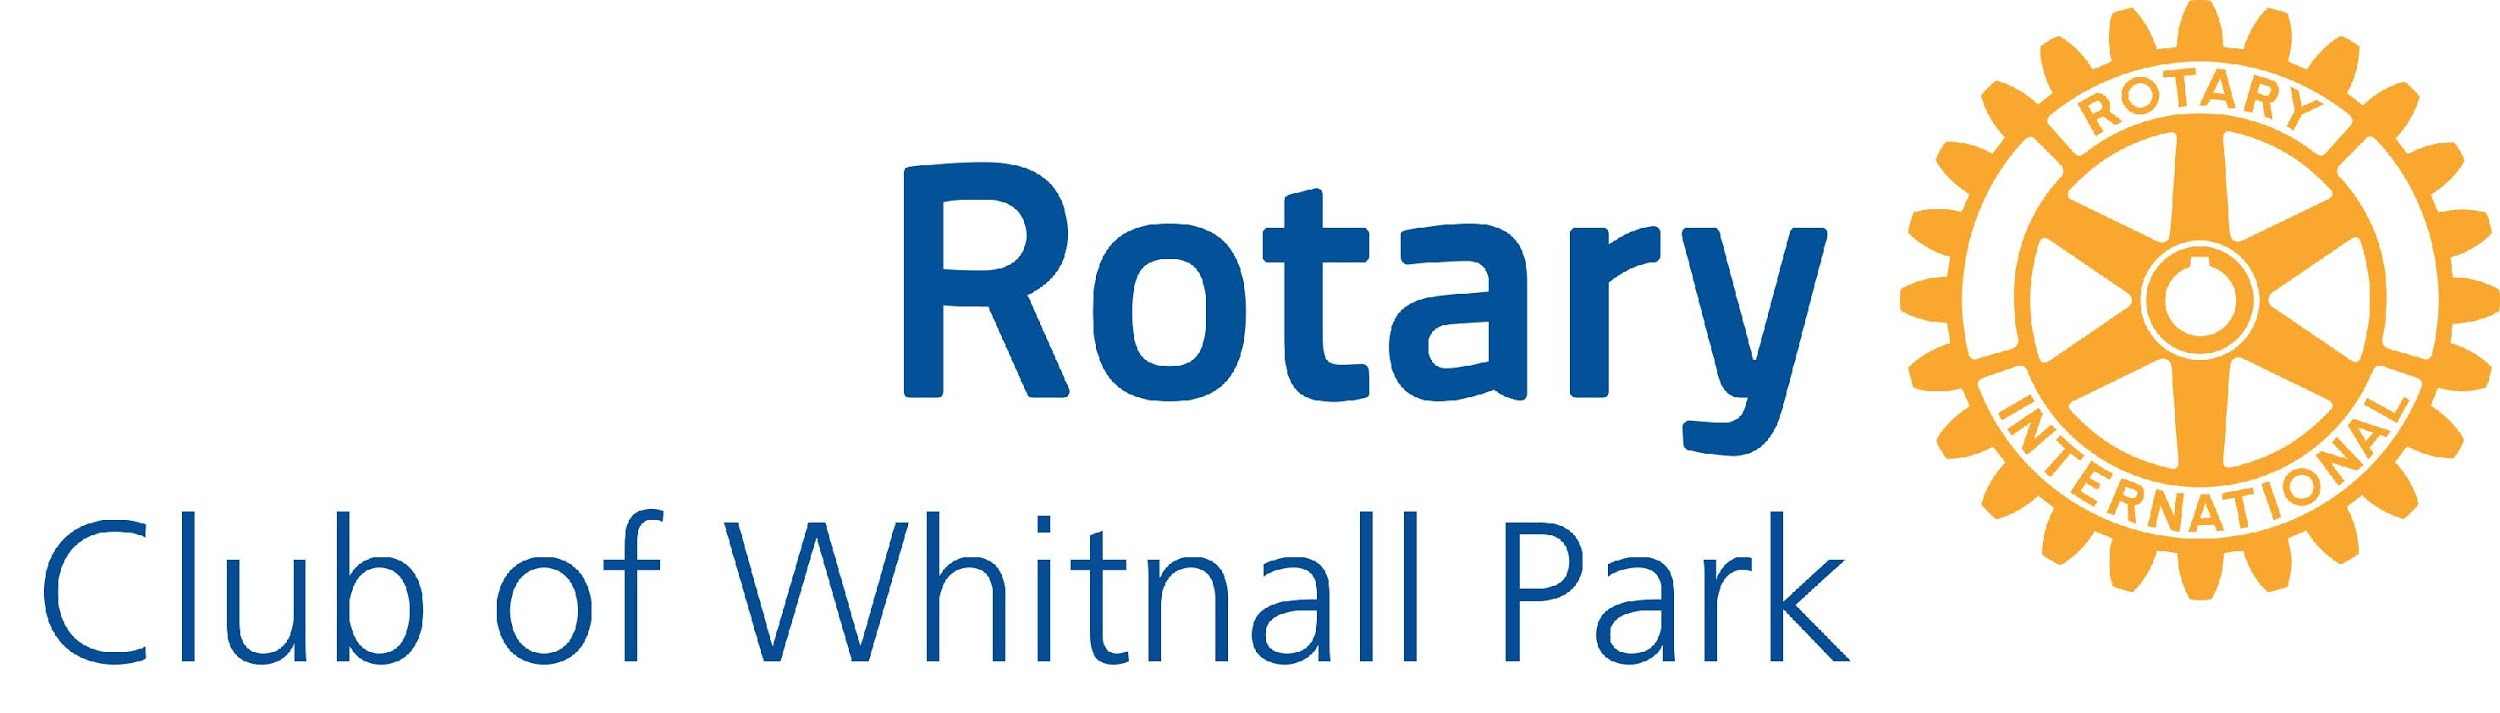 Rotary
Club of Whitnall Park
ROTARY
INTERNATIONAL